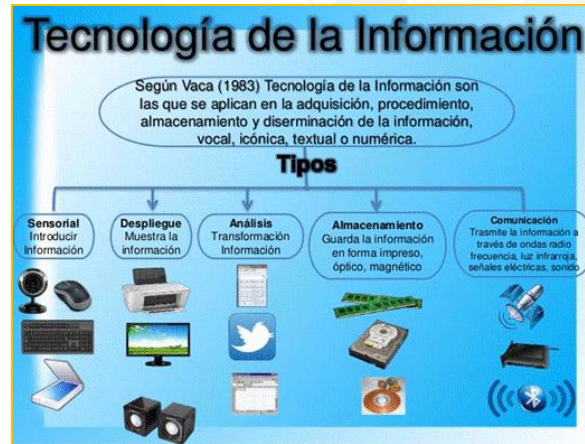 Tecnología de la Información
Según Vaca (1983) Tecnología de la Información son
las que se aplican en la adquisición, procedimiento,
almacenamiento y diserminación de la información,
vocal, icónica, textual o numérica.
Tipos
Sensorial
Introducir
Información
Despliegue
Muestra la
información
Análisis
Transformación
Información
Almacenamiento
Guarda la información
en forma impreso,
óptico, magnético
Comunicación
Trasmite la información a
través de ondas radio
frecuencia, luz infrarroja,
señales eléctricas, sonido